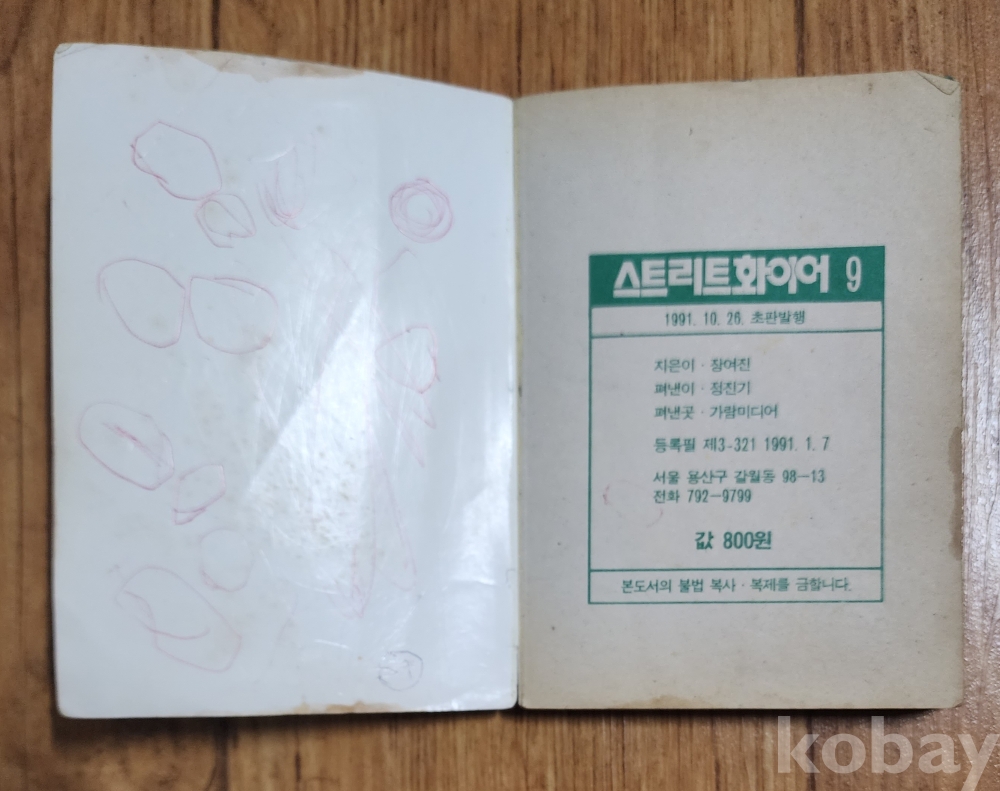 스트리트화이어 9
1991. 10. 26. 초판발행
지은이 · 장여진
펴낸이 · 정진기
펴낸곳 · 가람미디어
등록필 제3-321 1991. 1. 7
서울 용산구 갈월동 98-13
전화 792-9799
값 800원
본도서의 불법 복사 · 복제를 금합니다.
kobay